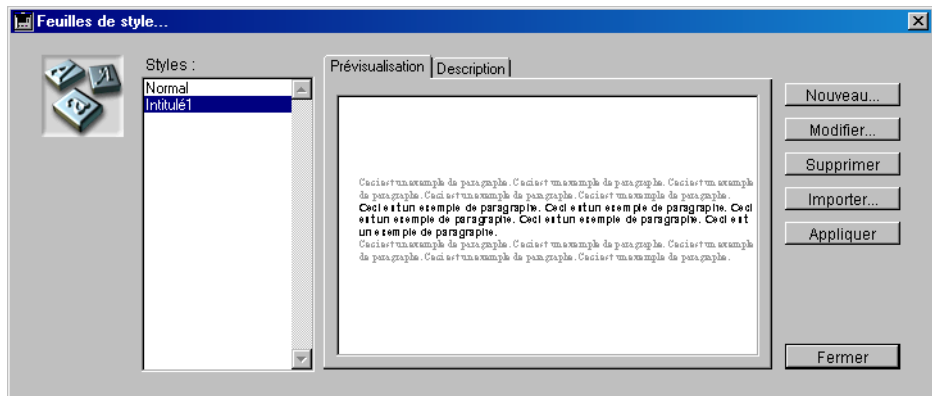 Feuilles de style...
Styles :
Normal
Intitulé1
Prévisualisation
Description
Ceci est un exemple de paragraphe. Ceci est un exemple de paragraphe. Ceci est un exemple
de paragraphe. Ceci est un exemple de paragraphe. Ceci est un exemple de paragraphe.
Ceci est un exemple de paragraphe. Ceci est un exemple de paragraphe. Ceci
est un exemple de paragraphe. Ceci est un exemple de paragraphe. Ceci est
un exemple de paragraphe.
Ceci est un exemple de paragraphe. Ceci est un exemple de paragraphe. Ceci est un exemple
de paragraphe. Ceci est un exemple de paragraphe. Ceci est un exemple de paragraphe.
Nouveau...
Modifier...
Supprimer
Importer...
Appliquer
Fermer